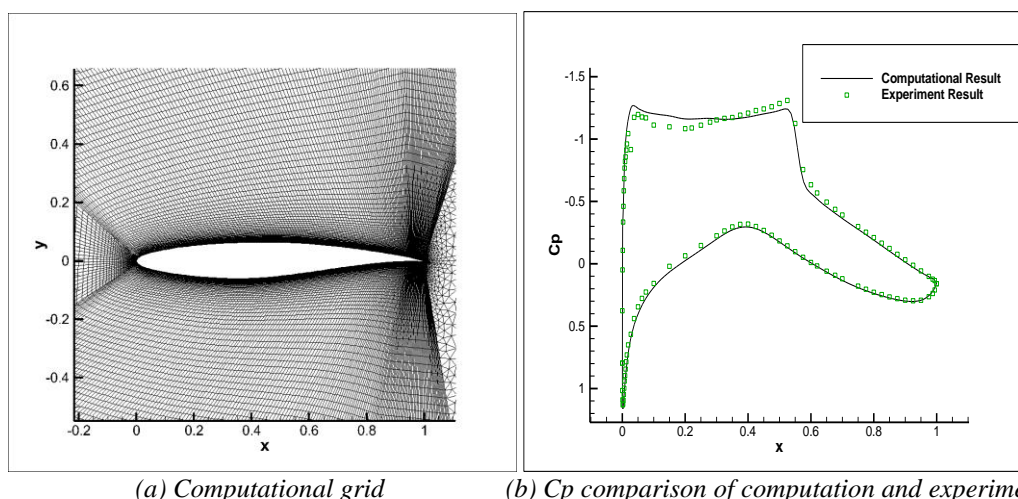 0.6
0.4
0.2
y
0
-0.2
-0.4
-0.2 0 0.2 0.4 0.6 0.8 1
x
Computational Result
Experiment Result
-1.5
-1
-0.5
Cp
0
0.5
1
0 0.2 0.4 0.6 0.8 1
x
(a) Computational grid
(b) Cp comparison of computation and experime